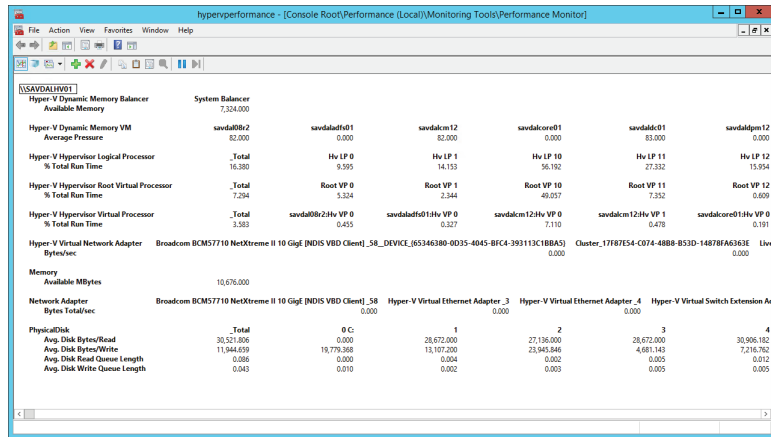 hypervperformance - [Console Root\Performance (Local)\Monitoring Tools\Performance Monitor]
File Action View Favorites Window Help
\\SAVDALHV01
Hyper-V Dynamic Memory Balancer System Balancer
Available Memory 7,324.000
Hyper-V Dynamic Memory VM savdal08r2 savdaladfs01 savdalcm12 savdalcore01 savdaldc01 savdaldpm12
Average Pressure 82.000 0.000 82.000 0.000 83.000 0.000
Hyper-V Hypervisor Logical Processor _Total Hv LP 0 Hv LP 1 Hv LP 10 Hv LP 11 Hv LP 12
% Total Run Time 16.380 9.595 14.153 56.192 27.332 15.954
Hyper-V Hypervisor Root Virtual Processor _Total Root VP 0 Root VP 1 Root VP 10 Root VP 11 Root VP 12
% Total Run Time 7.294 5.324 2.344 49.057 7.352 0.609
Hyper-V Hypervisor Virtual Processor _Total savdal08r2:Hv VP 0 savdaladfs01:Hv VP 0 savdalcm12:Hv VP 0 savdalcm12:Hv VP 1 savdalcore01:Hv VP 0
% Total Run Time 3.583 0.455 0.327 7.110 0.478 0.191
Hyper-V Virtual Network Adapter Broadcom BCM57710 NetXtreme II 10 GigE [NDIS VBD Client] _58__DEVICE_{65346380-0D35-4045-BFC4-393113C1BBA5} Cluster_17F87E54-C074-48B8-B53D-14878FA6363E Live
Bytes/sec 0.000 0.000
Memory
Available MBytes 10,676.000
Network Adapter Broadcom BCM57710 NetXtreme II 10 GigE [NDIS VBD Client] _58 Hyper-V Virtual Ethernet Adapter _3 Hyper-V Virtual Ethernet Adapter _4 Hyper-V Virtual Switch Extension Ad
Bytes Total/sec 0.000 0.000 0.000
PhysicalDisk _Total 0 C: 1 2 3 4
Avg. Disk Bytes/Read 30,521.806 0.000 28,672.000 27,136.000 28,672.000 30,906.182
Avg. Disk Bytes/Write 11,944.659 19,779.368 13,107.200 23,945.846 4,681.143 7,216.762
Avg. Disk Read Queue Length 0.086 0.000 0.004 0.002 0.005 0.012
Avg. Disk Write Queue Length 0.043 0.010 0.002 0.003 0.005 0.005